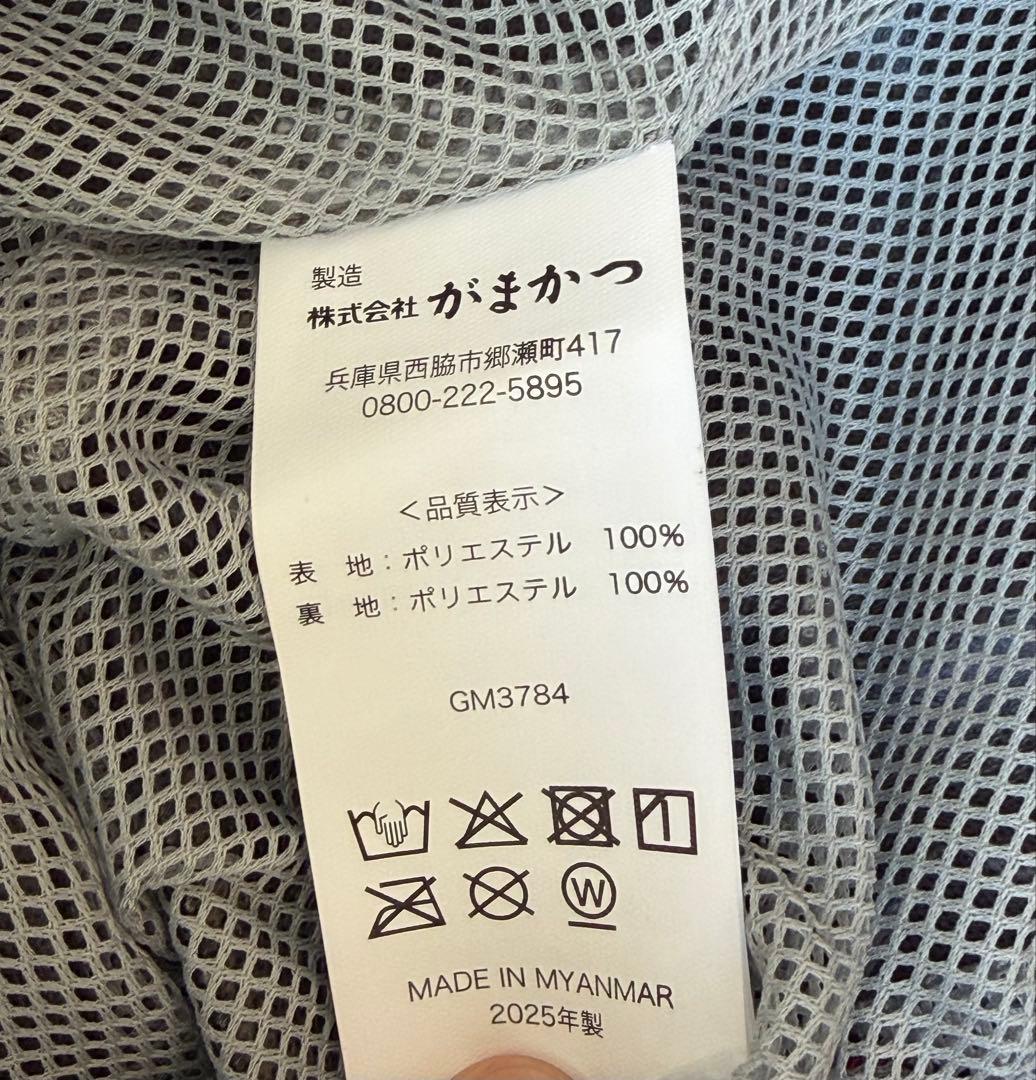 製造
株式会社 がまかつ
兵庫県西脇市郷瀬町417
0800-222-5895
＜品質表示＞
表 地：ポリエステル 100%
裏 地：ポリエステル 100%
GM3784
W
MADE IN MYANMAR
2025年製